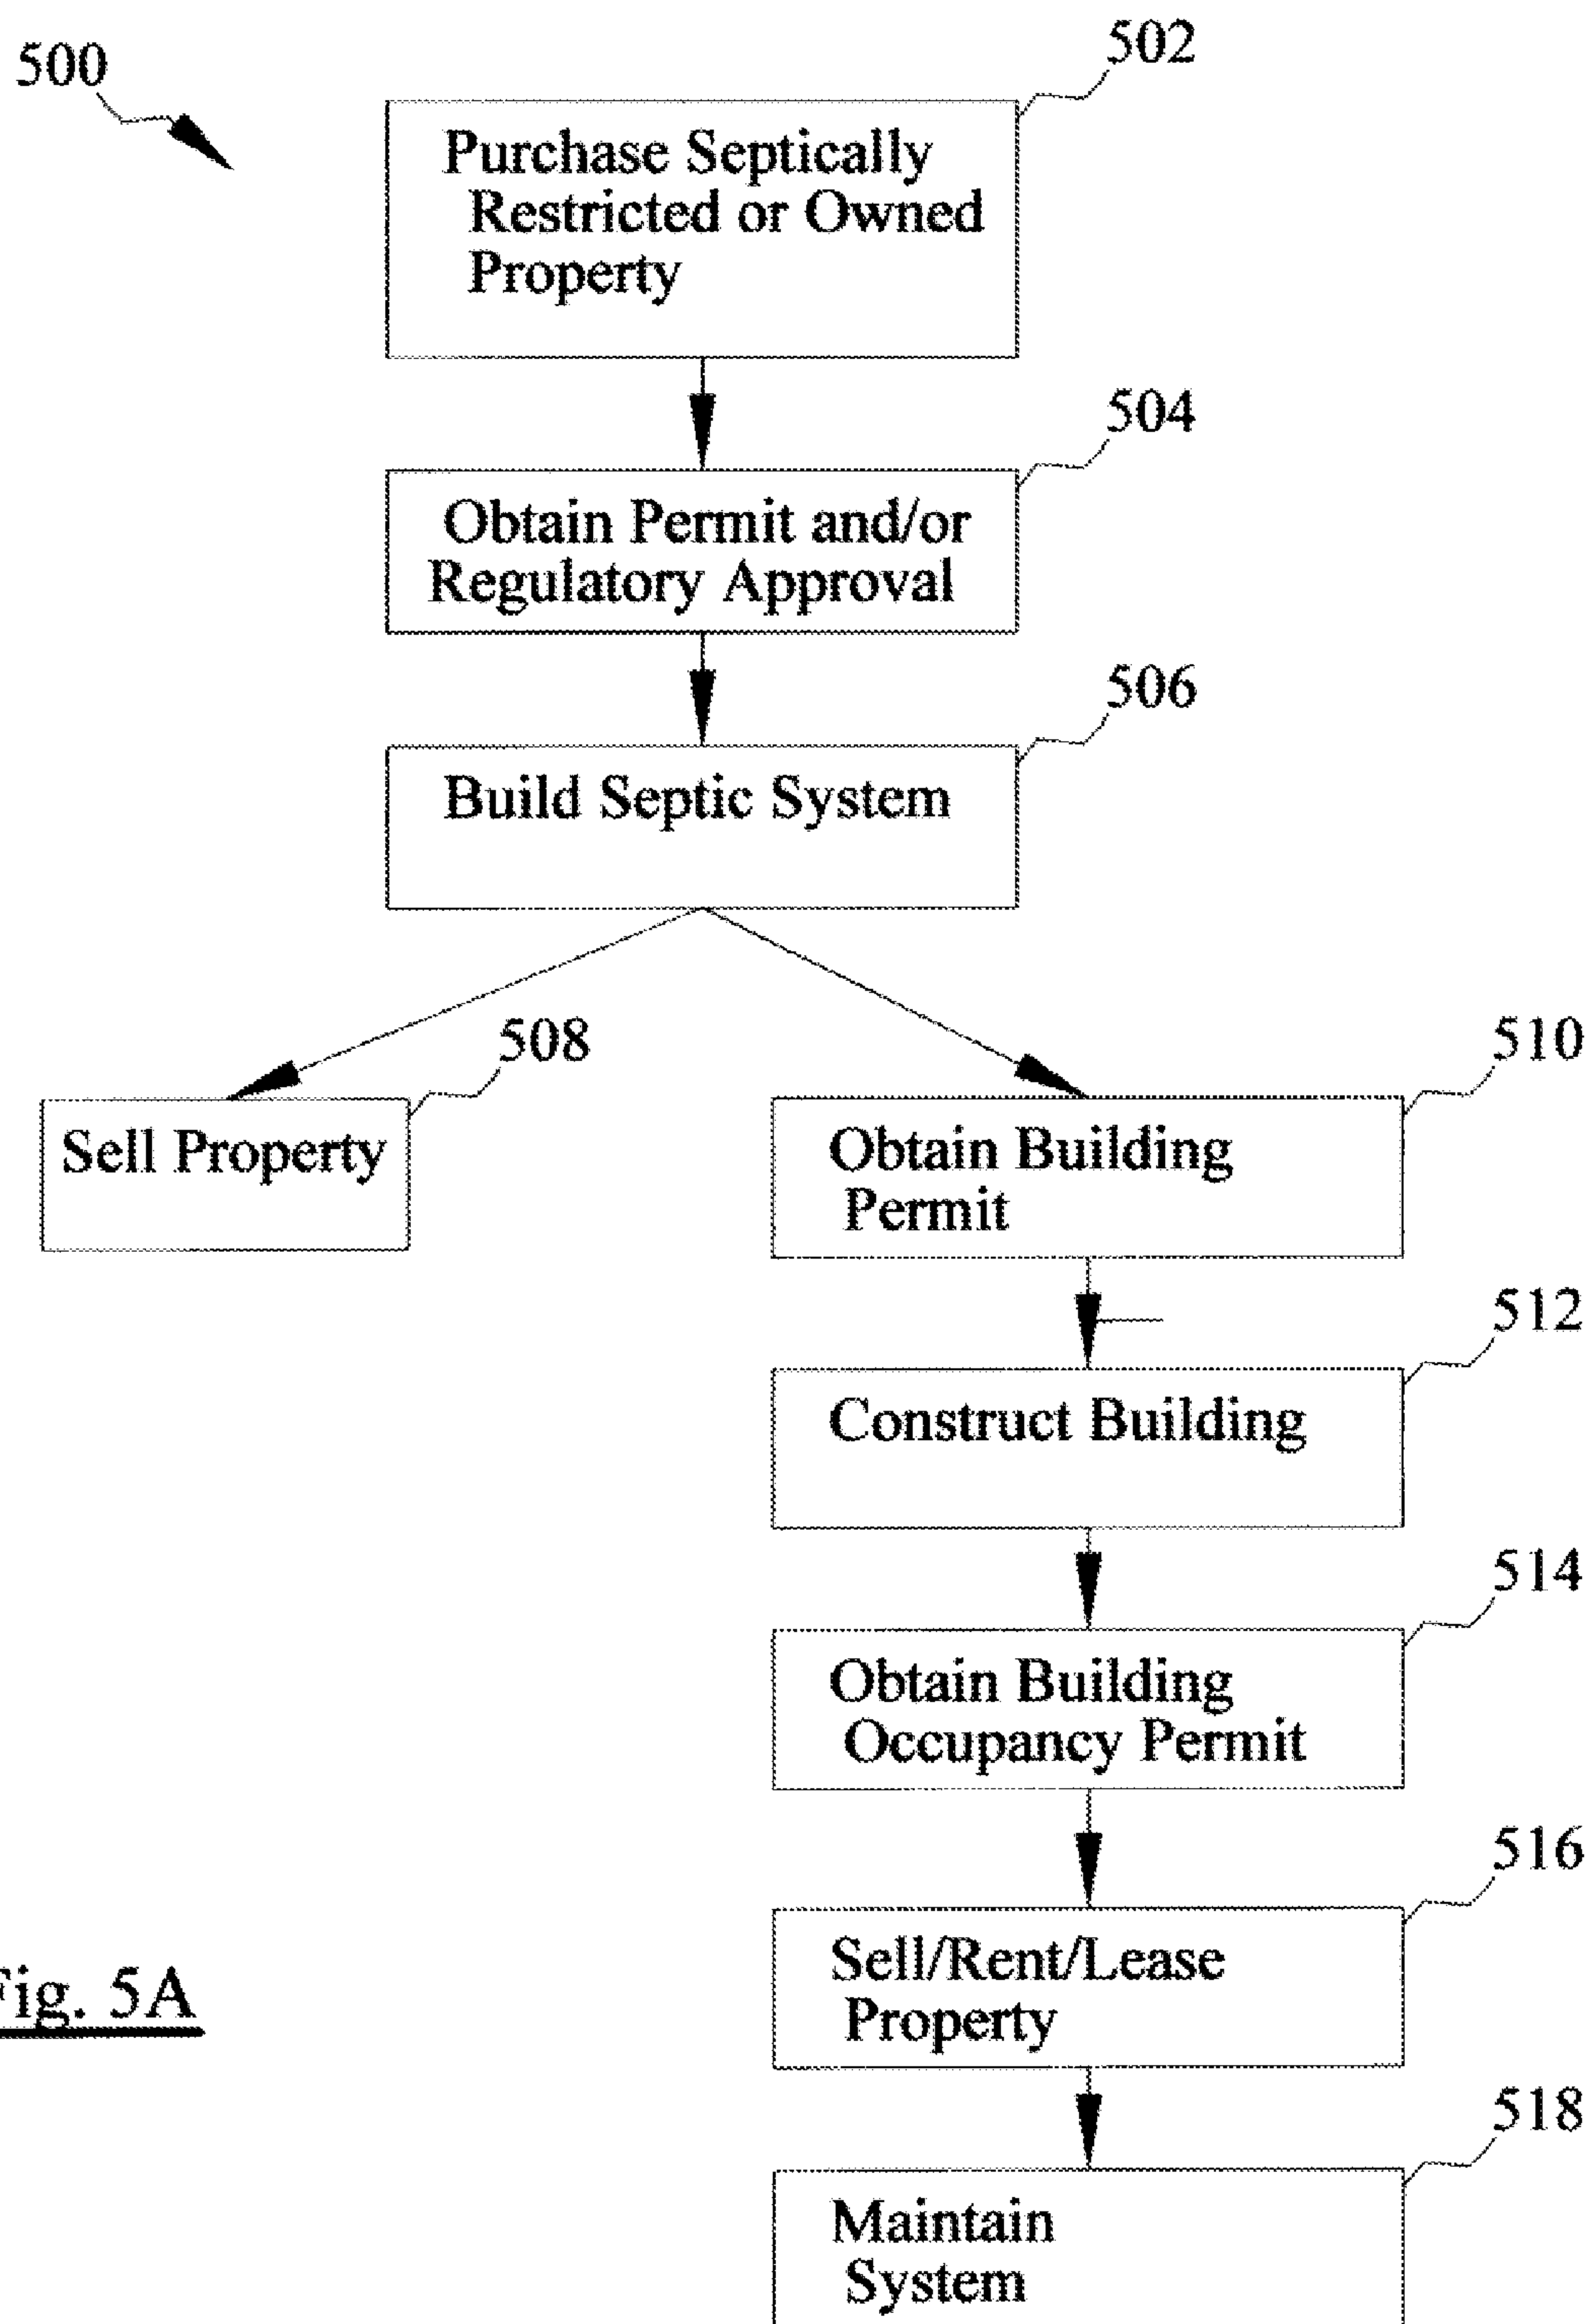 500
502
Purchase Septically
Restricted or Owned
Property
504
Obtain Permit and/or
Regulatory Approval
506
Build Septic System
508
Sell Property
510
Obtain Building
Permit
512
Construct Building
514
Obtain Building
Occupancy Permit
516
Sell/Rent/Lease
Property
Fig. 5A
518
Maintain
System